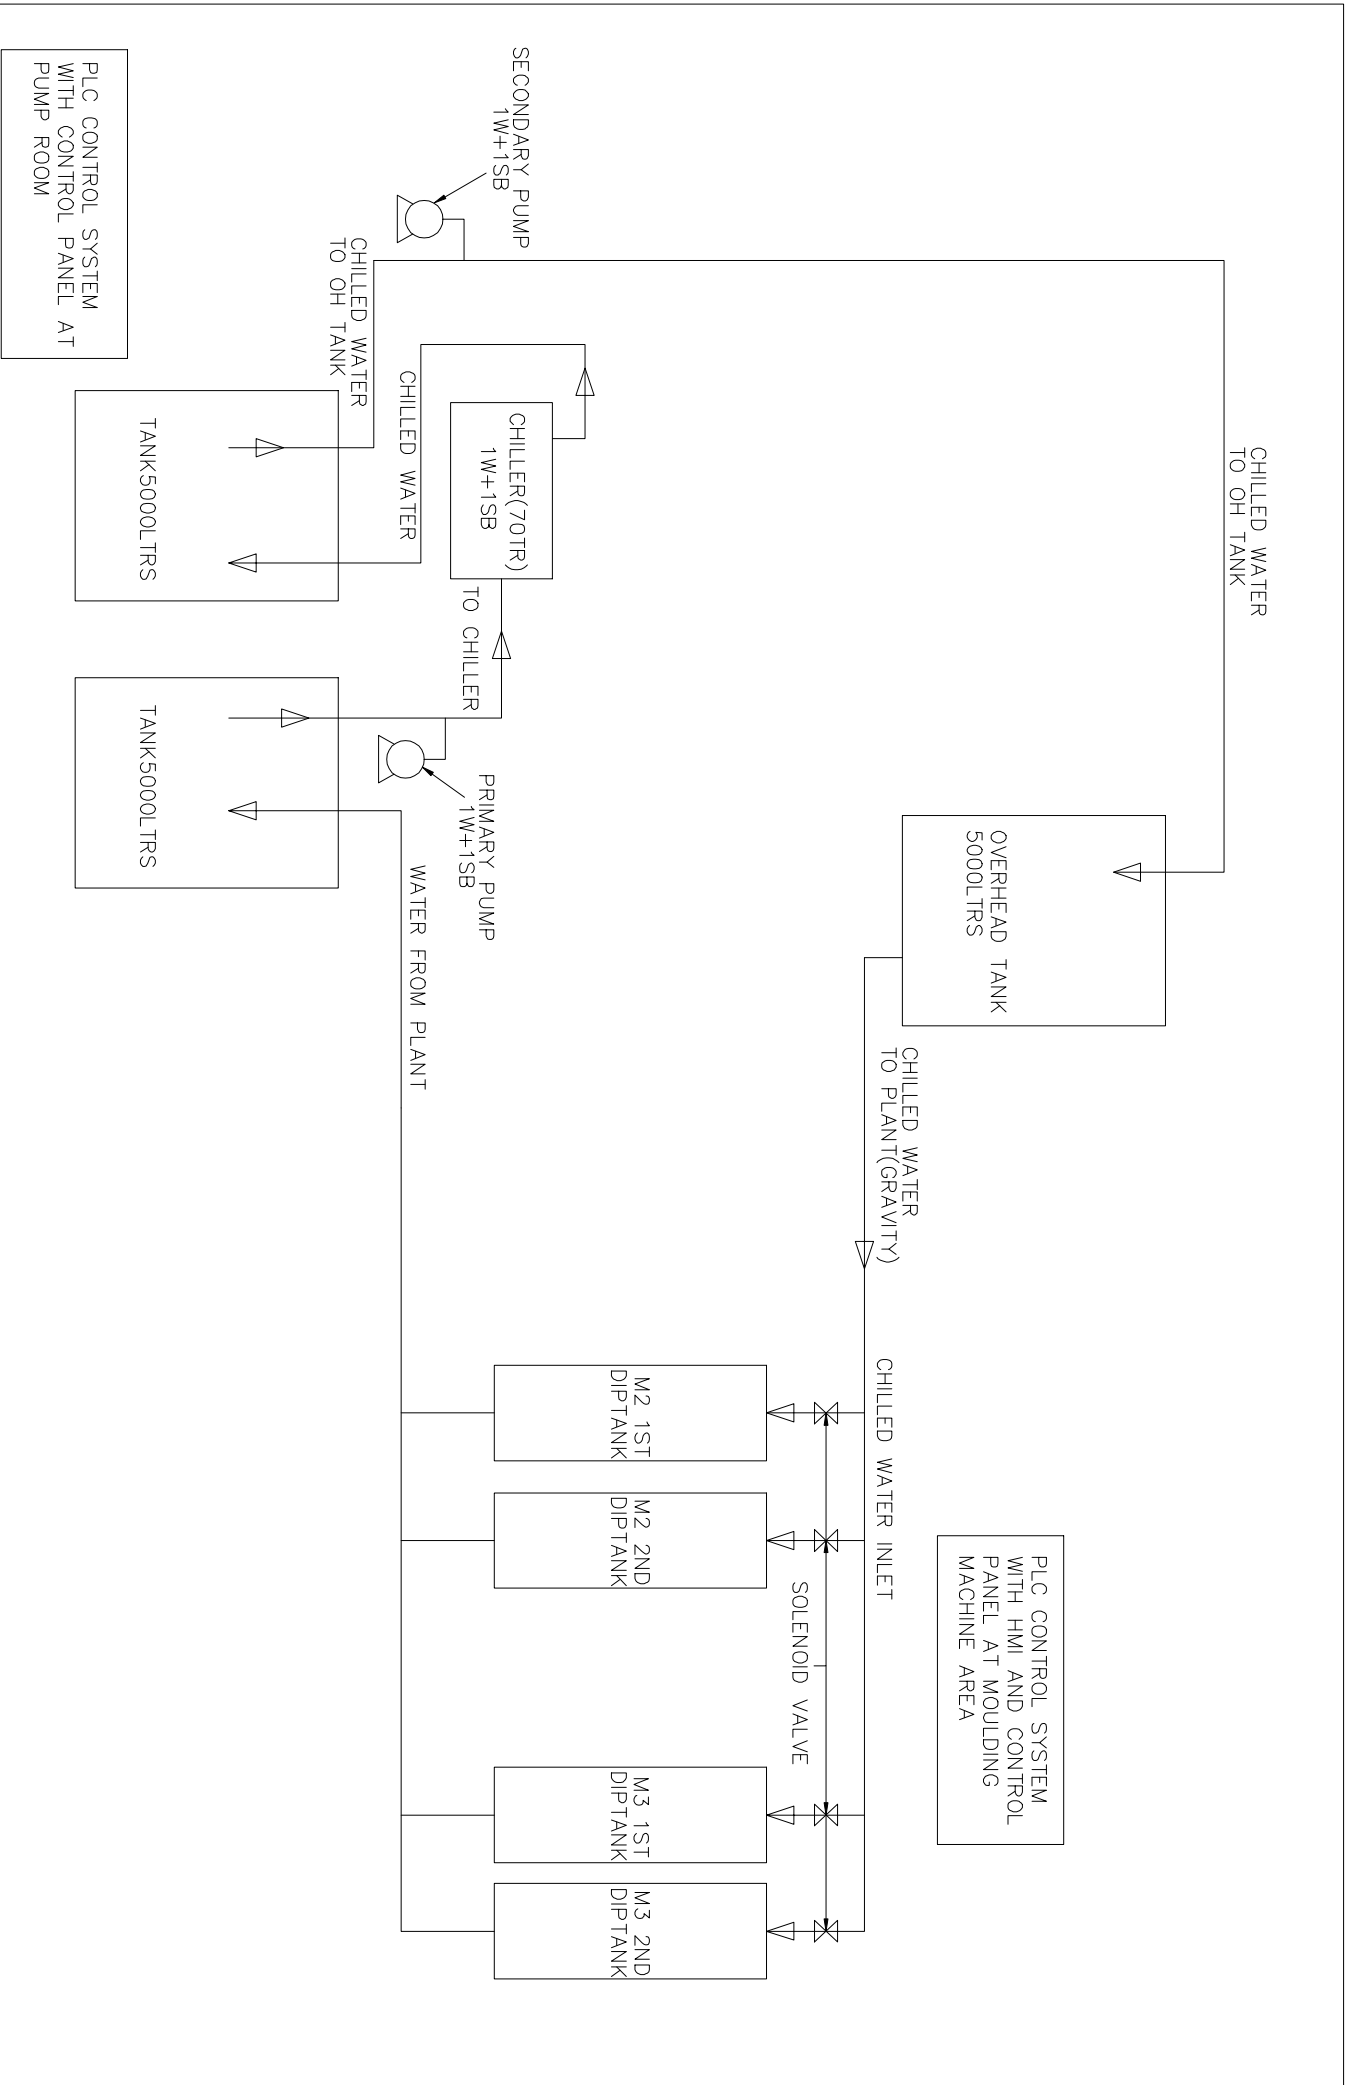 CHILLED WATER
TO OH TANK
OVERHEAD TANK
5000LTRS
CHILLED WATER
TO PLANT(GRAVITY)
PLC CONTROL SYSTEM
WITH HMI AND CONTROL
PANEL AT MOULDING
MACHINE AREA
CHILLED WATER INLET
SOLENOID VALVE
M2 1ST
DIPTANK
M2 2ND
DIPTANK
M3 1ST
DIPTANK
M3 2ND
DIPTANK
SECONDARY PUMP
1W+1SB
CHILLER(70TR)
1W+1SB
TO CHILLER
PRIMARY PUMP
1W+1SB
CHILLED WATER
CHILLED WATER
TO OH TANK
WATER FROM PLANT
TANK5000LTRS
TANK5000LTRS
PLC CONTROL SYSTEM
WITH CONTROL PANEL AT
PUMP ROOM